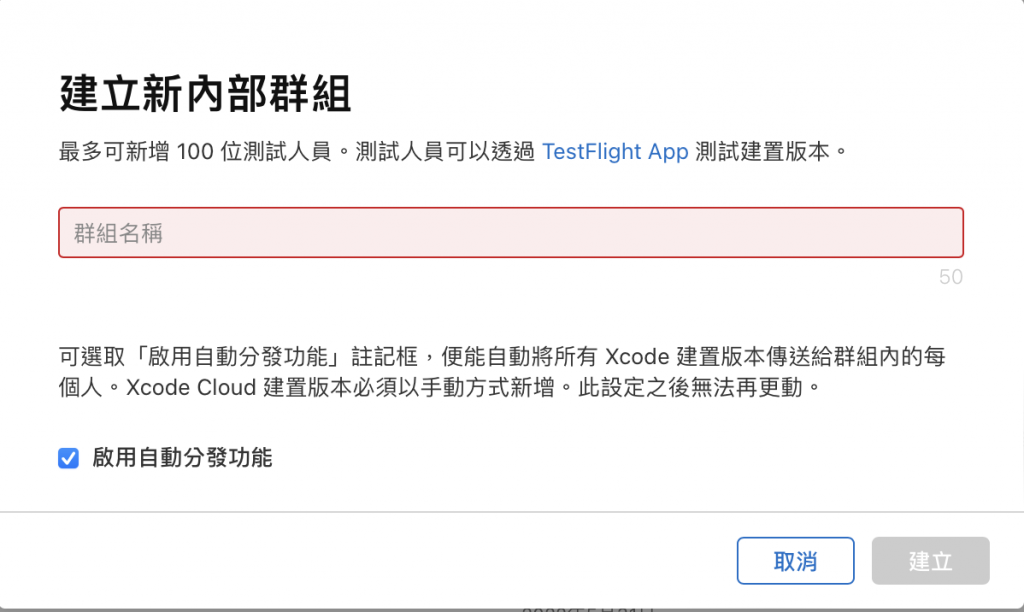 建立新內部群組
最多可新增 100 位測試人員。測試人員可以透過 TestFlight App 測試建置版本。
群組名稱
50
可選取「啟用自動分發功能」註記框，便能自動將所有 Xcode 建置版本傳送給群組內的每
個人。Xcode Cloud 建置版本必須以手動方式新增。此設定之後無法再更動。
啟用自動分發功能
取消
建立